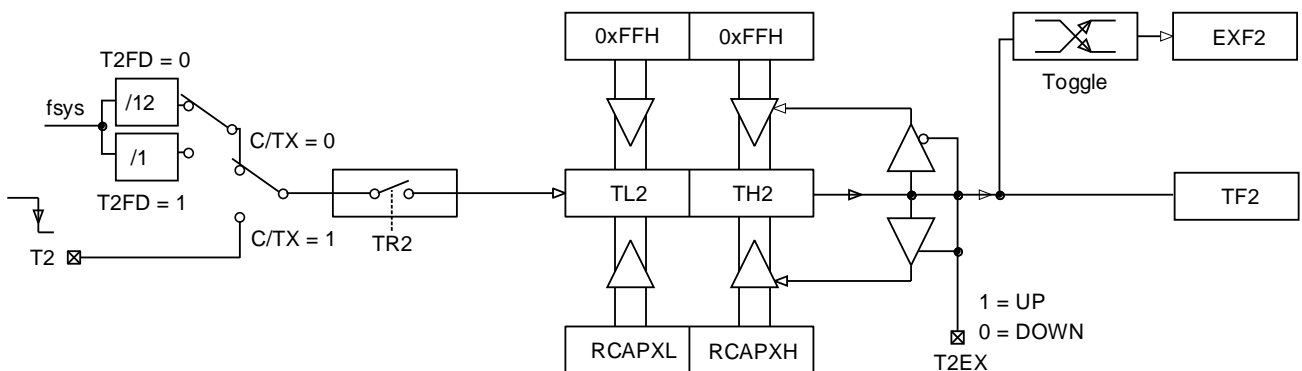 0xFFH 0xFFH
EXF2
Toggle
T2FD = 0
fsys
/12
C/TX = 0
/1
T2FD = 1
TL2 TH2
TF2
TR2
C/TX = 1
T2
1 = UP
0 = DOWN
RCAPXL RCAPXH
T2EX